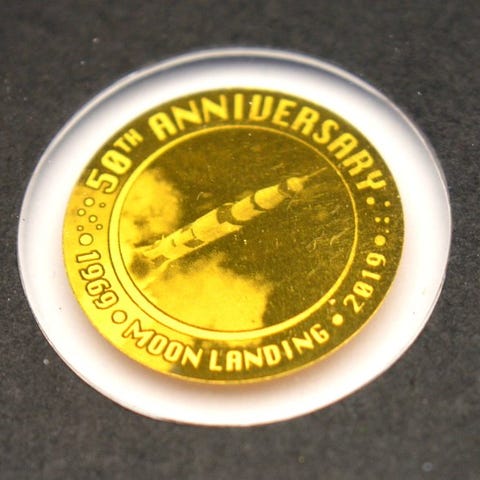 50TH ANNIVERSARY
1969 • MOON LANDING • 2019